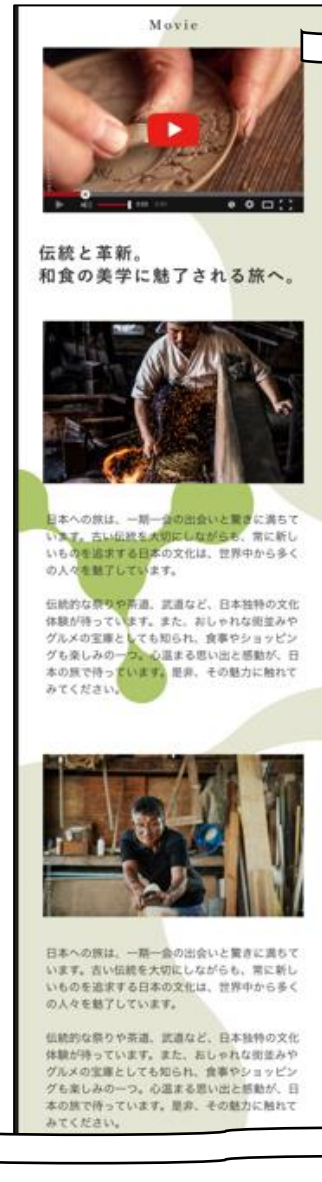 Movie
伝統と革新。
和食の美学に魅了される旅へ。
日本への旅は、一期一会の出会いと驚きに満ちて
います。古い伝統を大切にしながらも、常に新し
いものを追求する日本の文化は、世界中から多く
の人々を魅了しています。
伝統的な祭りや茶道、武道など、日本独特の文化
体験が待っています。また、おしゃれな街並みや
グルメの宝庫としても知られ、食事やショッピン
グも楽しみの一つ。心温まる思い出と感動が、日
本の旅で待っています。是非、その魅力に触れて
みてください。
日本への旅は、一期一会の出会いと驚きに満ちて
います。古い伝統を大切にしながらも、常に新し
いものを追求する日本の文化は、世界中から多く
の人々を魅了しています。
伝統的な祭りや茶道、武道など、日本独特の文化
体験が待っています。また、おしゃれな街並みや
グルメの宝庫としても知られ、食事やショッピン
グも楽しみの一つ。心温まる思い出と感動が、日
本の旅で待っています。是非、その魅力に触れて
みてください。